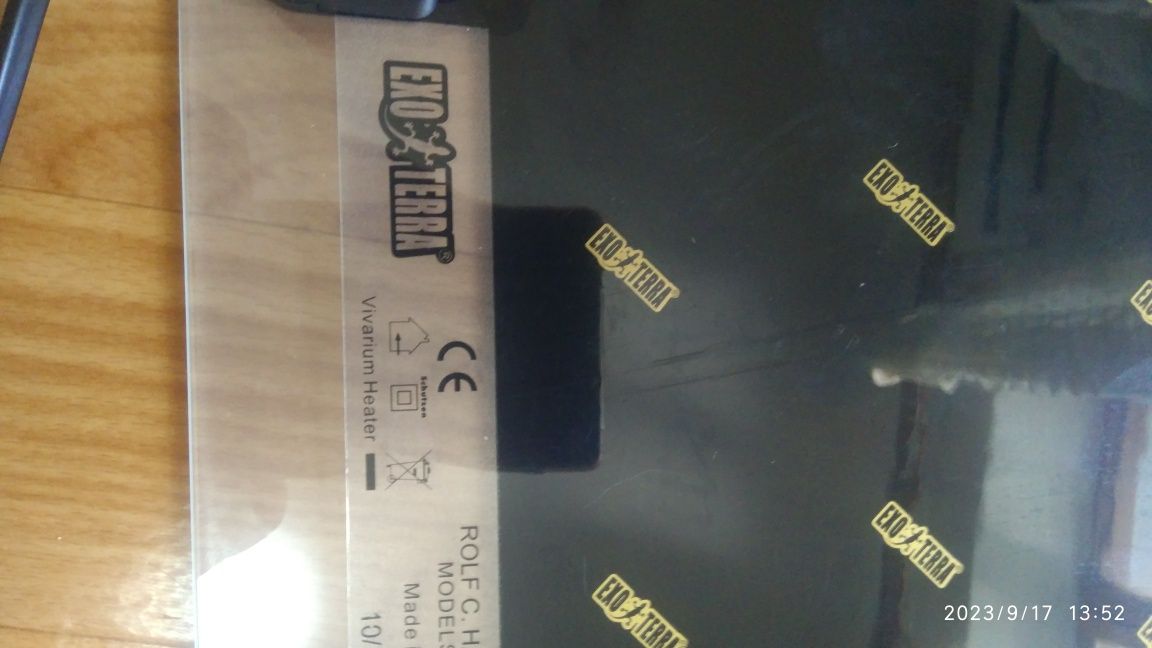 EXO TERRA®
CE
Schutzen
Vivarium Heater
ROLF C. H
MODELS
Made
10/
EXO TERRA
EXO TERRA
EXO TERRA
EXO TERRA
2023/9/17 13:52